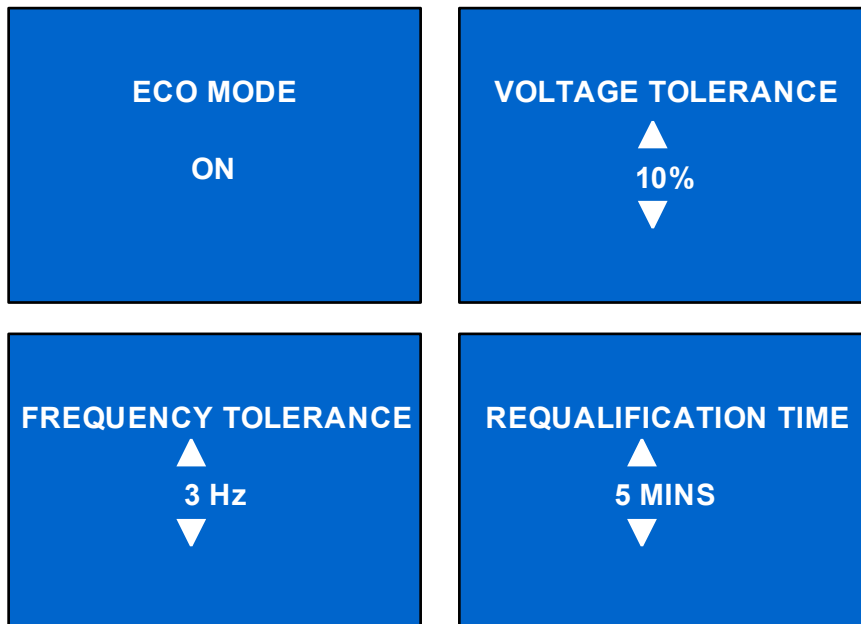 ECO MODE
ON
VOLTAGE TOLERANCE
10%
FREQUENCY TOLERANCE
3 Hz
REQUALIFICATION TIME
5 MINS